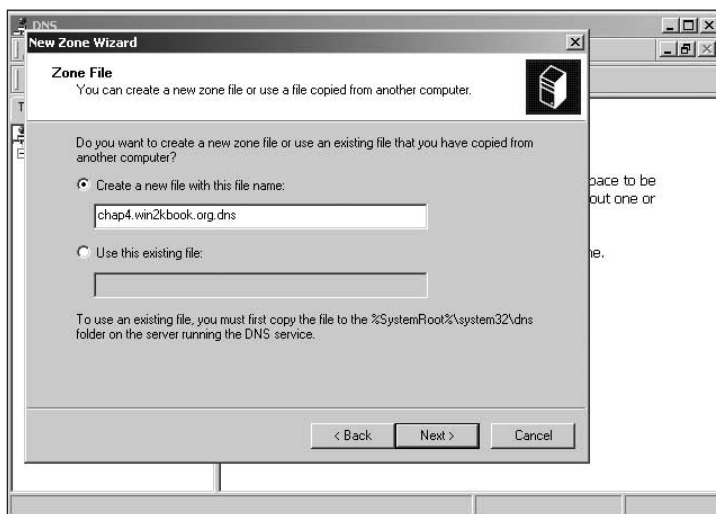 DNS
New Zone Wizard
Zone File
You can create a new zone file or use a file copied from another computer.
T
Do you want to create a new zone file or use an existing file that you have copied from
another computer?
pace to be
out one or
Create a new file with this file name:
chap4.win2kbook.org.dns
Use this existing file:
ne.
To use an existing file, you must first copy the file to the %SystemRoot%\system32\dns
folder on the server running the DNS service.
< Back
Next >
Cancel